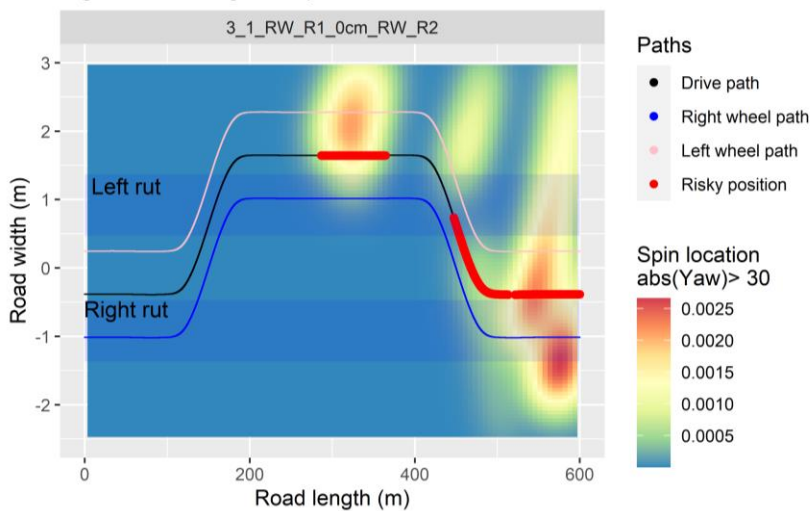 3_1_RW_R1_0cm_RW_R2
3
2
1
0
-1
-2
Road width (m)
Left rut
Right rut
0
200
400
600
Road length (m)
Paths
Drive path
Right wheel path
Left wheel path
Risky position
Spin location
abs(Yaw)> 30
0.0025
0.0020
0.0015
0.0010
0.0005